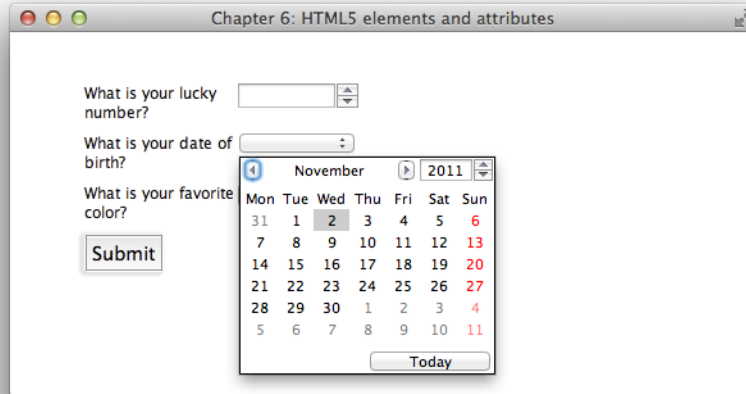 Chapter 6: HTML5 elements and attributes
What is your lucky
number?
What is your date of
birth?
November 2011
What is your favorite
color?
Mon Tue Wed Thu Fri Sat Sun
31 1 2 3 4 5 6
7 8 9 10 11 12 13
14 15 16 17 18 19 20
21 22 23 24 25 26 27
28 29 30 1 2 3 4
5 6 7 8 9 10 11
Submit
Today